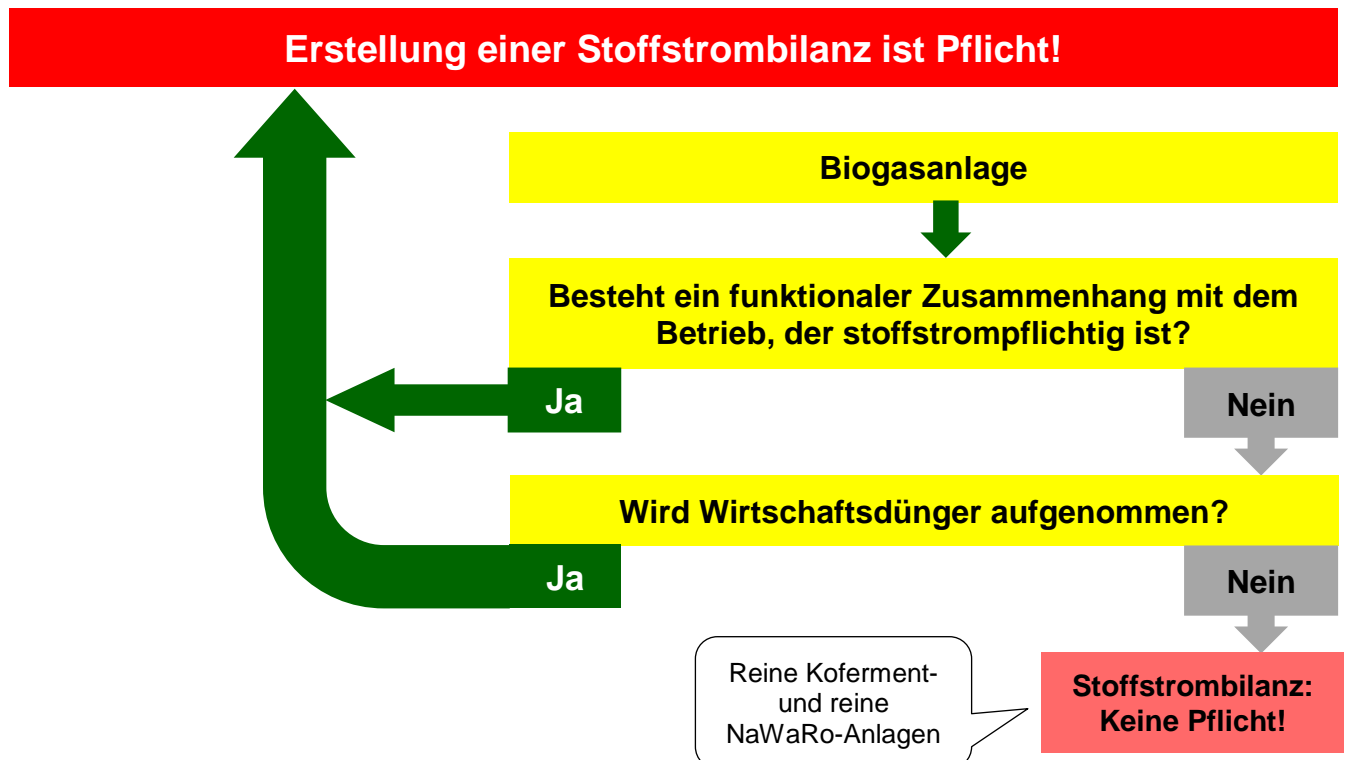 Erstellung einer Stoffstrombilanz ist Pflicht!
Biogasanlage
Besteht ein funktionaler Zusammenhang mit dem
Betrieb, der stoffstrompflichtig ist?
Ja
Nein
Wird Wirtschaftsdünger aufgenommen?
Ja
Nein
Reine Koferment-
und reine
NaWaRo-Anlagen
Stoffstrombilanz:
Keine Pflicht!